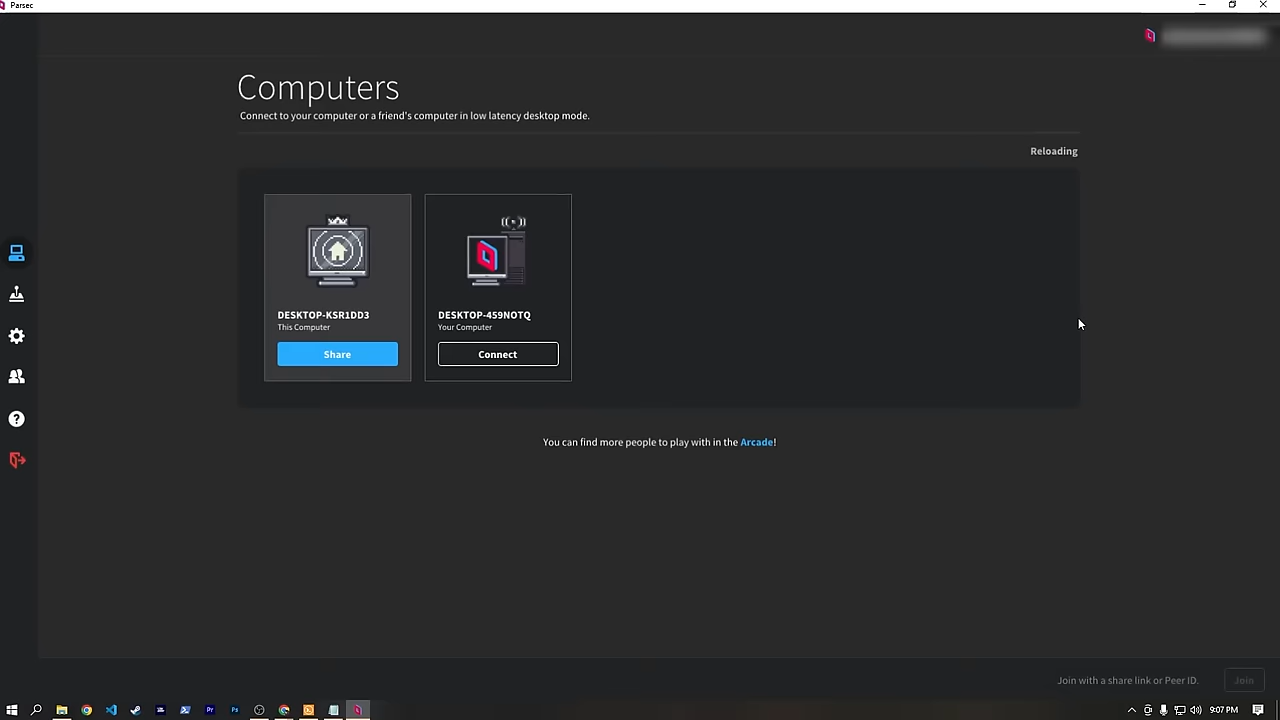 Parsec
Computers
Connect to your computer or a friend's computer in low latency desktop mode.
Reloading
DESKTOP-KSR1DD3
This Computer
Share
DESKTOP-459NOTQ
Your Computer
Connect
You can find more people to play with in the Arcade!
Join with a share link or Peer ID.
Join
Pr
Ps
9:07 PM